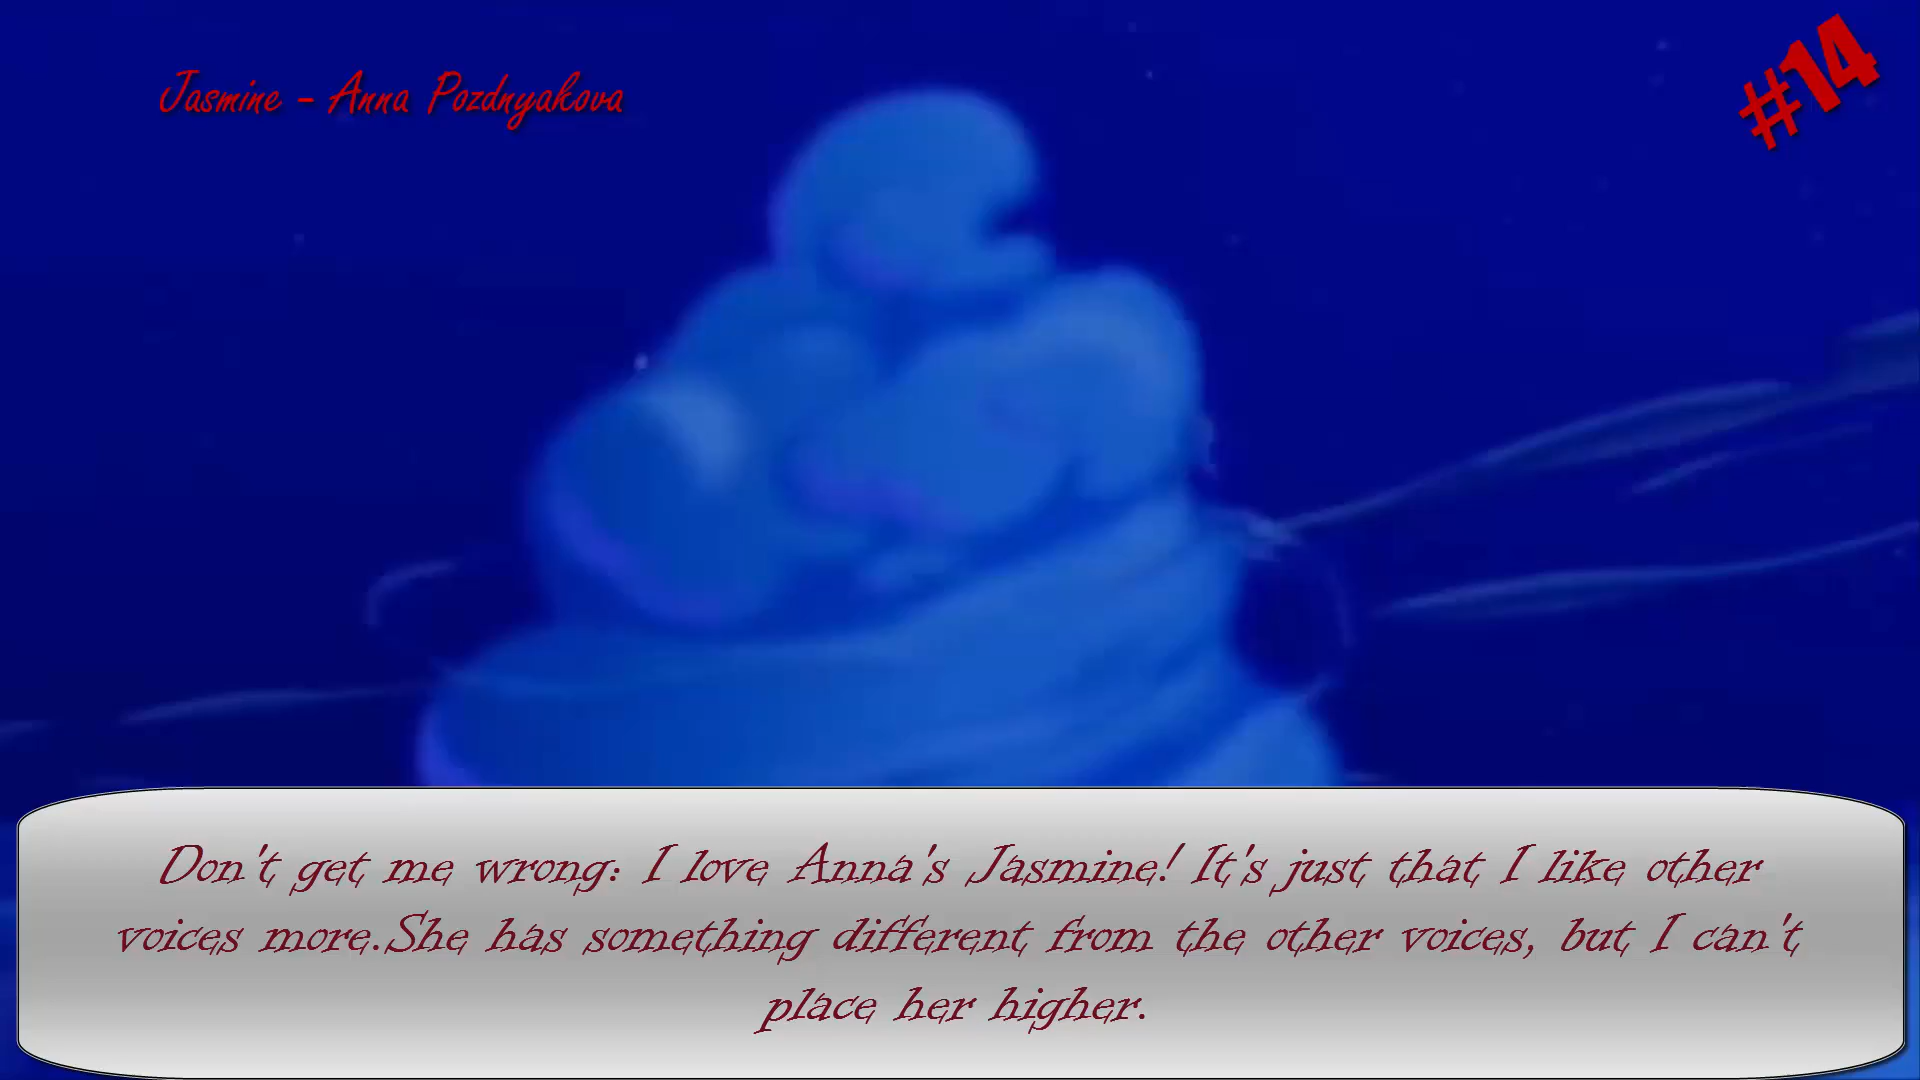 Jasmine - Anna Pozdnyakova
#14
Don't get me wrong: I love Anna's Jasmine! It's just that I like other
voices more.She has something different from the other voices, but I can't
place her higher.